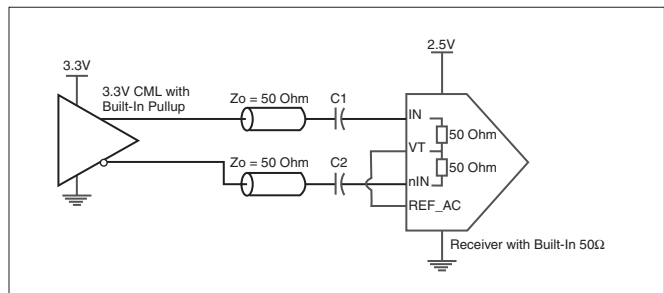 3.3V
3.3V CML with
Built-In Pullup
Zo = 50 Ohm
C1
Zo = 50 Ohm
C2
2.5V
IN
50 Ohm
VT
50 Ohm
nIN
REF_AC
Receiver with Built-In 50Ω